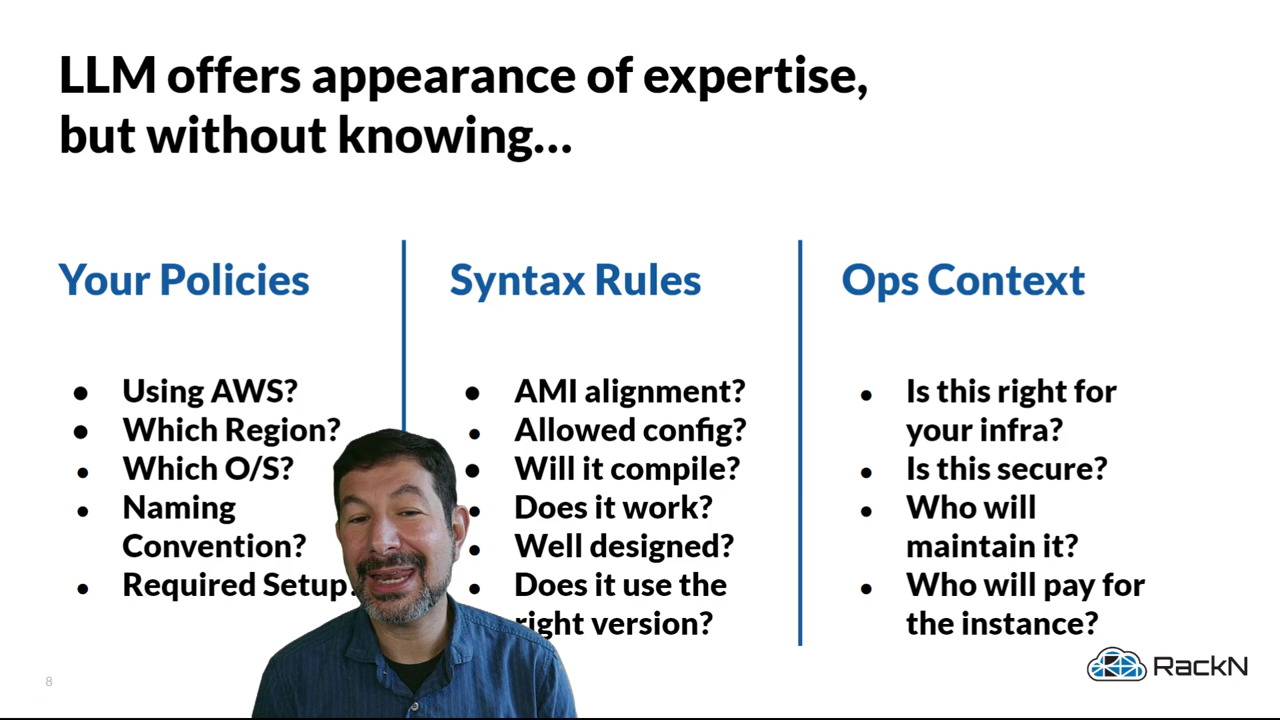 LLM offers appearance of expertise,
but without knowing...
Your Policies
Using AWS?
Which Region?
Which O/S?
Naming
Convention?
Required Setup
Syntax Rules
AMI alignment?
Allowed config?
Will it compile?
Does it work?
Well designed?
Does it use the
right version?
Ops Context
Is this right for
your infra?
Is this secure?
Who will
maintain it?
Who will pay for
the instance?
8
RackN